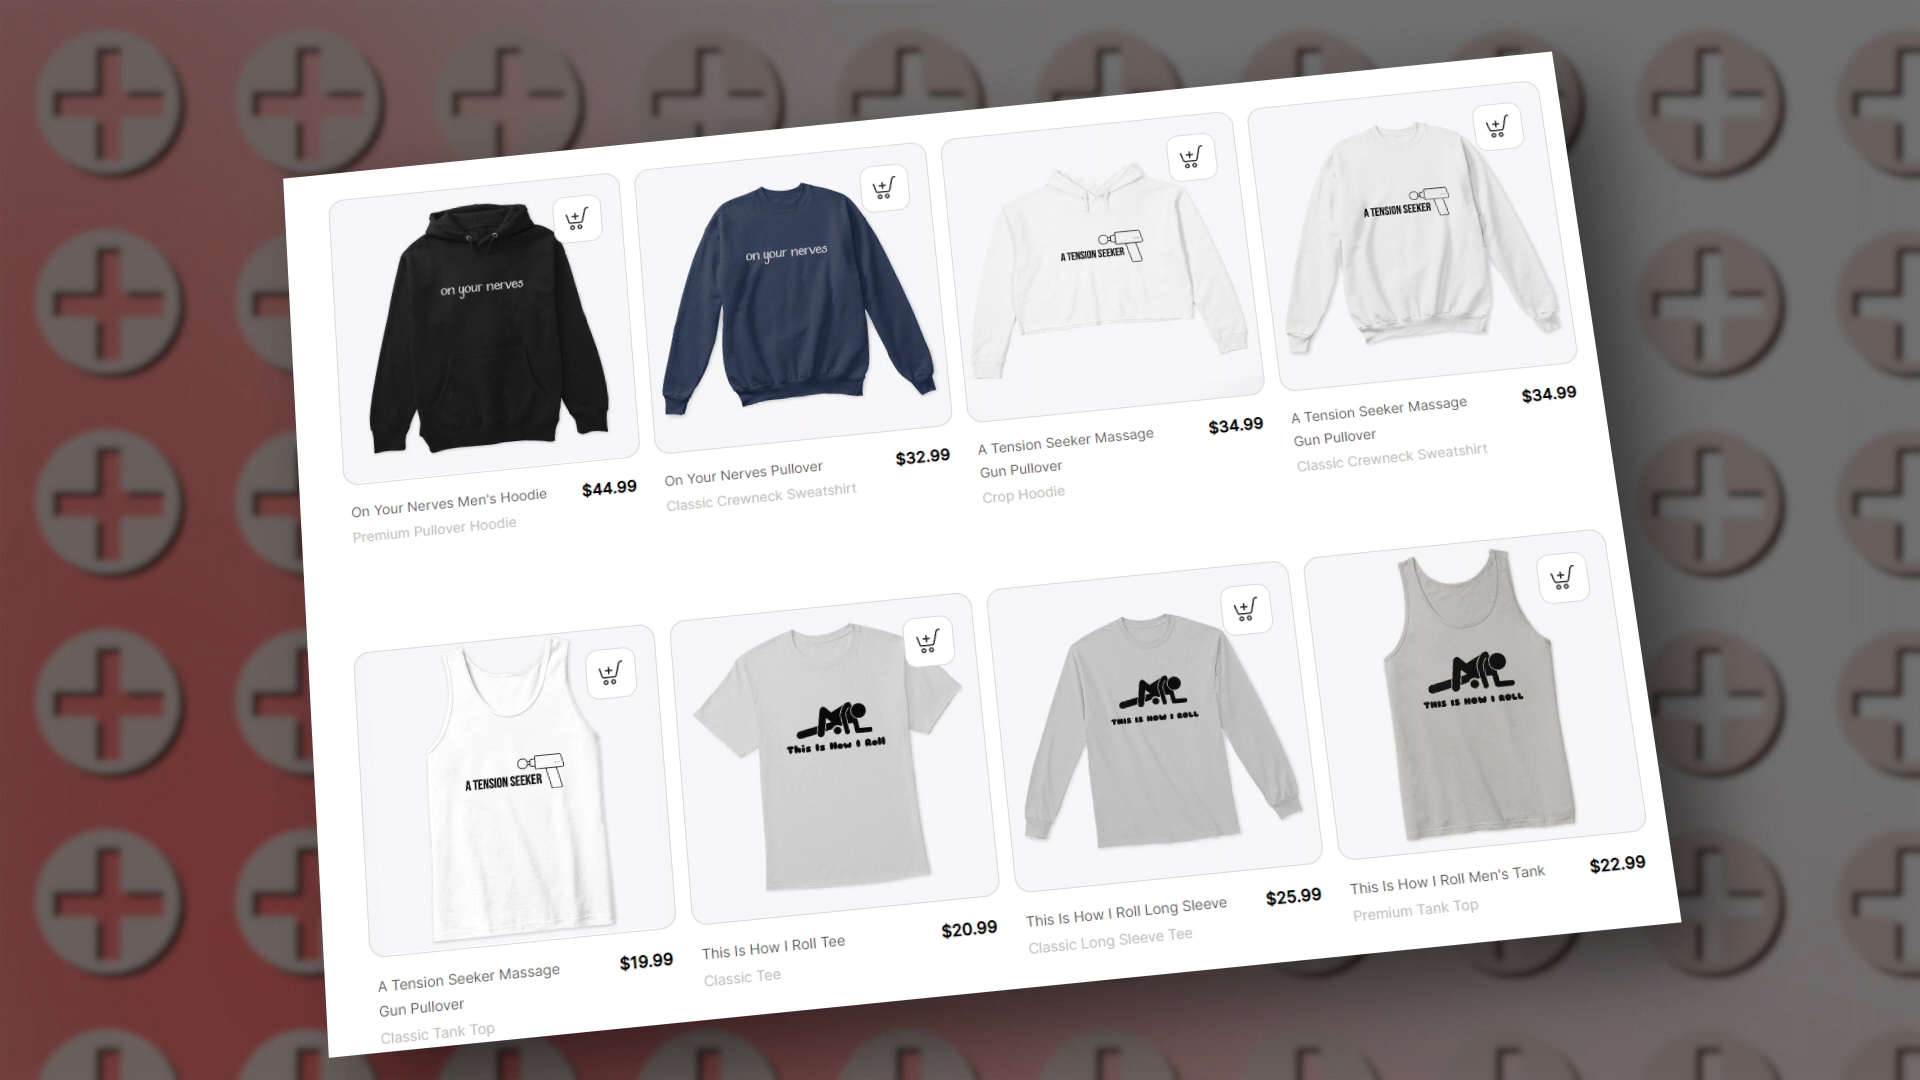 on your nerves
On Your Nerves Men's Hoodie
$44.99
Premium Pullover Hoodie
on your nerves
On Your Nerves Pullover
$32.99
Classic Crewneck Sweatshirt
A TENSION SEEKER
A Tension Seeker Massage
$34.99
Gun Pullover
Crop Hoodie
A TENSION SEEKER
A Tension Seeker Massage
$34.99
Gun Pullover
Classic Crewneck Sweatshirt
A TENSION SEEKER
A Tension Seeker Massage
$19.99
Gun Pullover
Classic Tank Top
This Is How I Roll
This Is How I Roll Tee
$20.99
Classic Tee
THIS IS HOW I ROLL
This Is How I Roll Long Sleeve
$25.99
Classic Long Sleeve Tee
THIS IS HOW I ROLL
This Is How I Roll Men's Tank
$22.99
Premium Tank Top